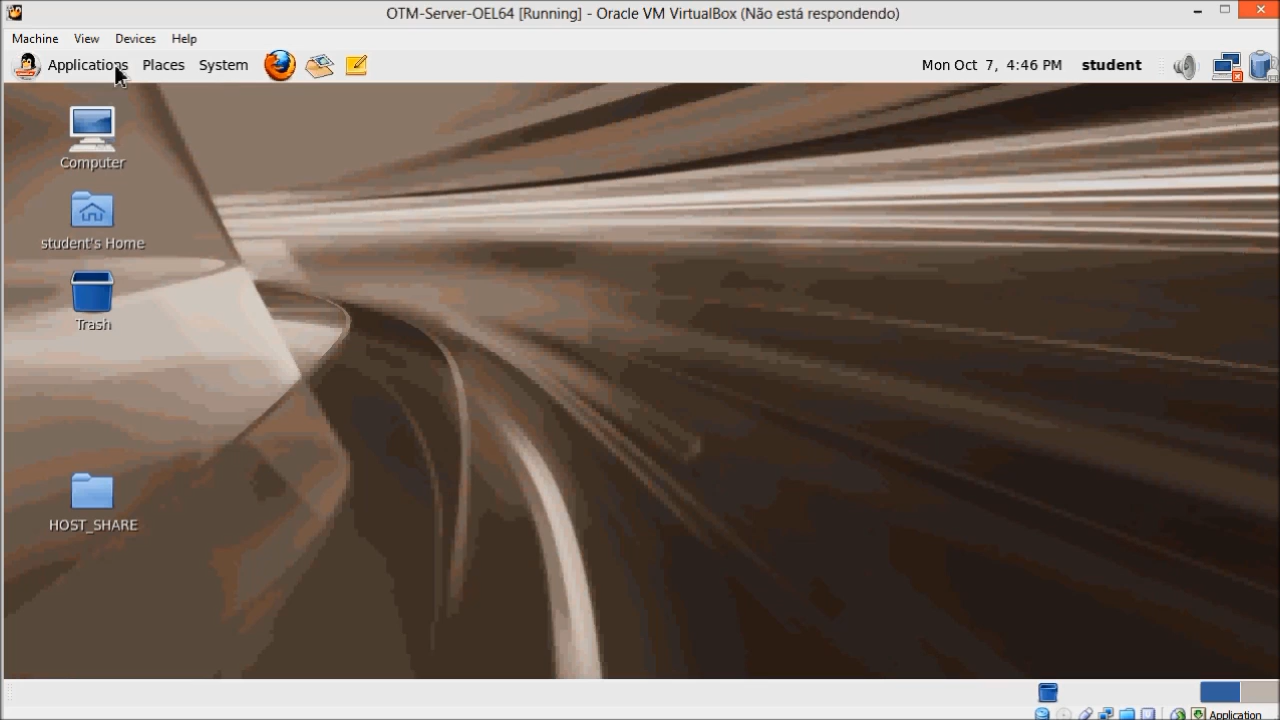 OTM-Server-OEL64 [Running] - Oracle VM VirtualBox (Não está respondendo)
Machine View Devices Help
Applications Places System Mon Oct 7, 4:46 PM student
Computer
student's Home
Trash
HOST_SHARE
Application